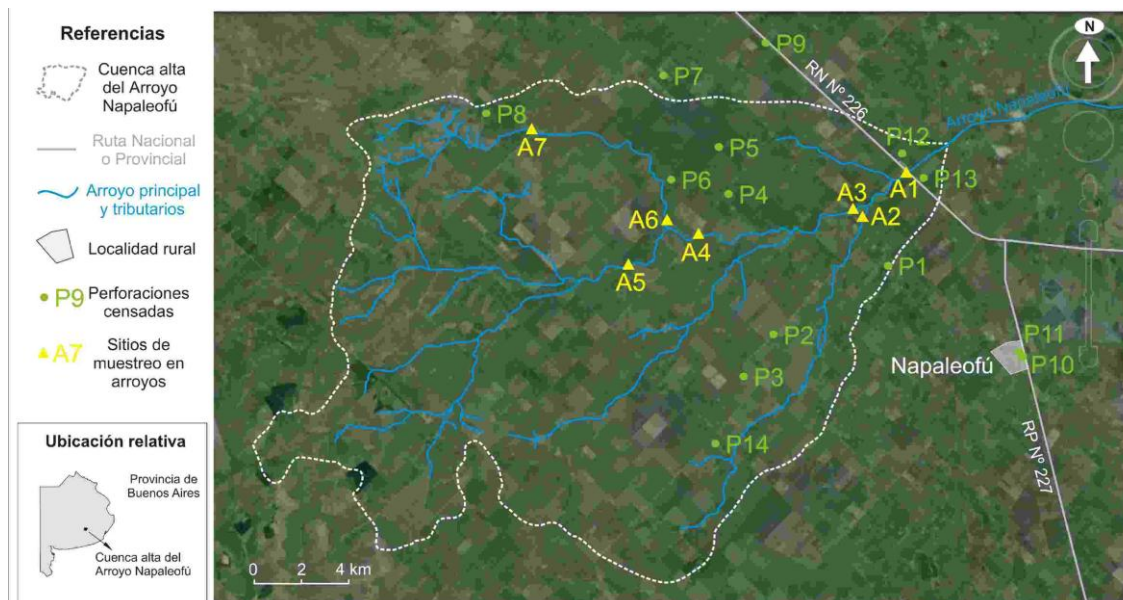 Referencias
Cuenca alta
del Arroyo
Napaleofú
Ruta Nacional
o Provincial
Arroyo principal
y tributarios
Localidad rural
P9
Perforaciones
censadas
A7
Sitios de
muestreo en
arroyos
Ubicación relativa
Provincia de
Buenos Aires
Cuenca alta del
Arroyo Napaleofú
N
P9
RN Nº 226
P7
Arroyo Napaleofú
P8
A7
P12
P5
P13
A1
P6
P4
A3
A2
A6
A4
A5
P1
P2
P11
Napaleofú
P10
P3
P14
RP Nº 227
0 2 4 km